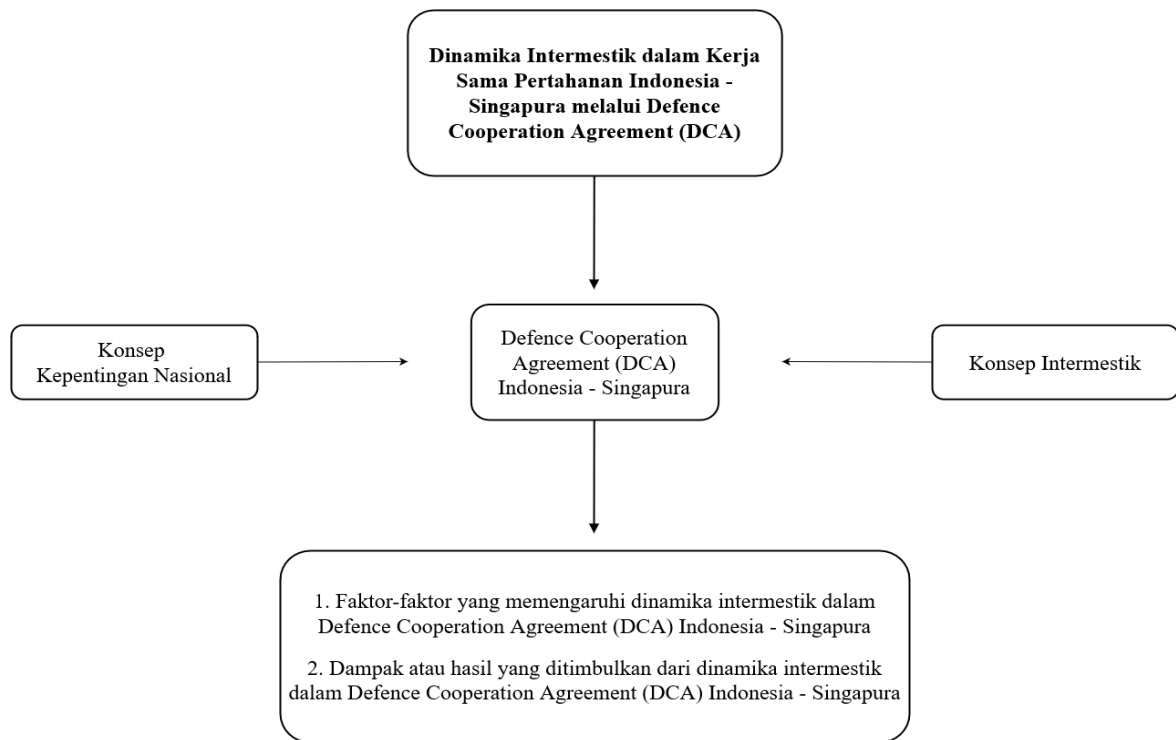 Dinamika Intermestik dalam Kerja
Sama Pertahanan Indonesia -
Singapura melalui Defence
Cooperation Agreement (DCA)
Konsep
Kepentingan Nasional
Defence Cooperation
Agreement (DCA)
Indonesia - Singapura
Konsep Intermestik
1. Faktor-faktor yang memengaruhi dinamika intermestik dalam
Defence Cooperation Agreement (DCA) Indonesia - Singapura
2. Dampak atau hasil yang ditimbulkan dari dinamika intermestik
dalam Defence Cooperation Agreement (DCA) Indonesia - Singapura